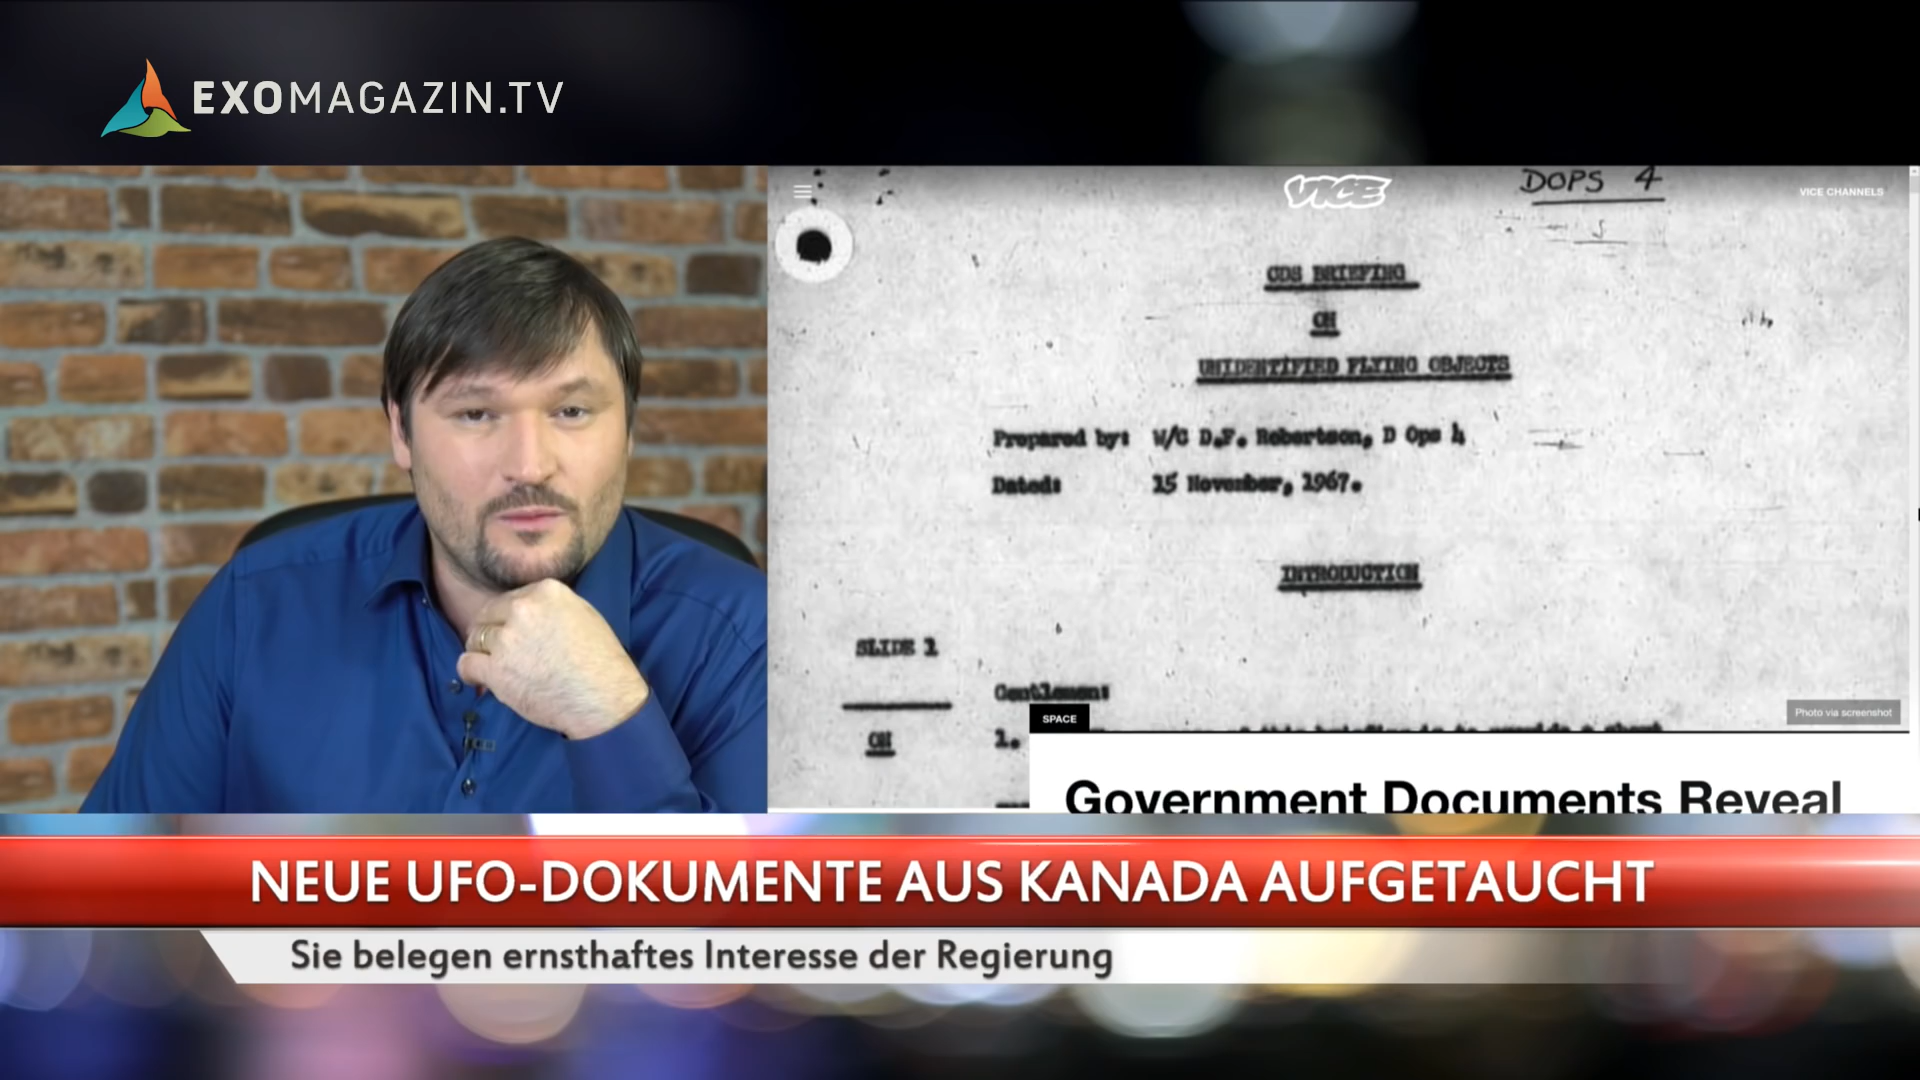 EXOMAGAZIN.TV
VICE
DOPS 4
VICE CHANNELS
CDS BRIEFING
ON
UNIDENTIFIED FLYING OBJECTS
Prepared by: W/C D.F. Robertson, D Ops 4
Dated: 15 November, 1967.
INTRODUCTION
SLIDE 1
Gentlemen:
ON
1.
Photo via screenshot
SPACE
Government Documents Reveal
NEUE UFO-DOKUMENTE AUS KANADA AUFGETAUCHT
Sie belegen ernsthaftes Interesse der Regierung